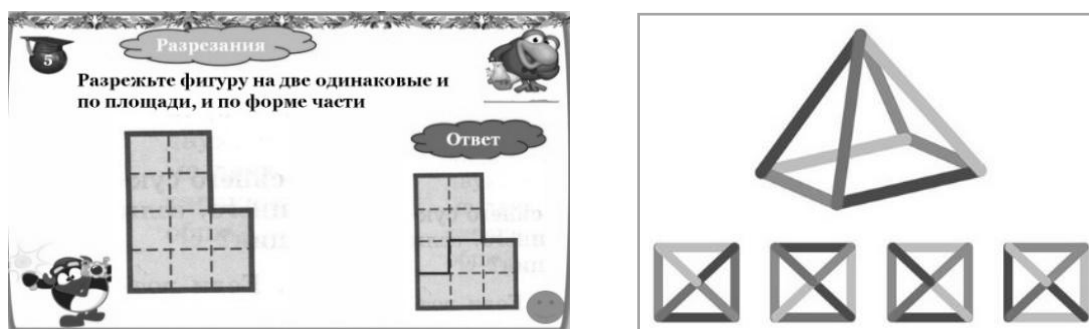 5
Разрезания
Разрежьте фигуру на две одинаковые и
по площади, и по форме части
Ответ